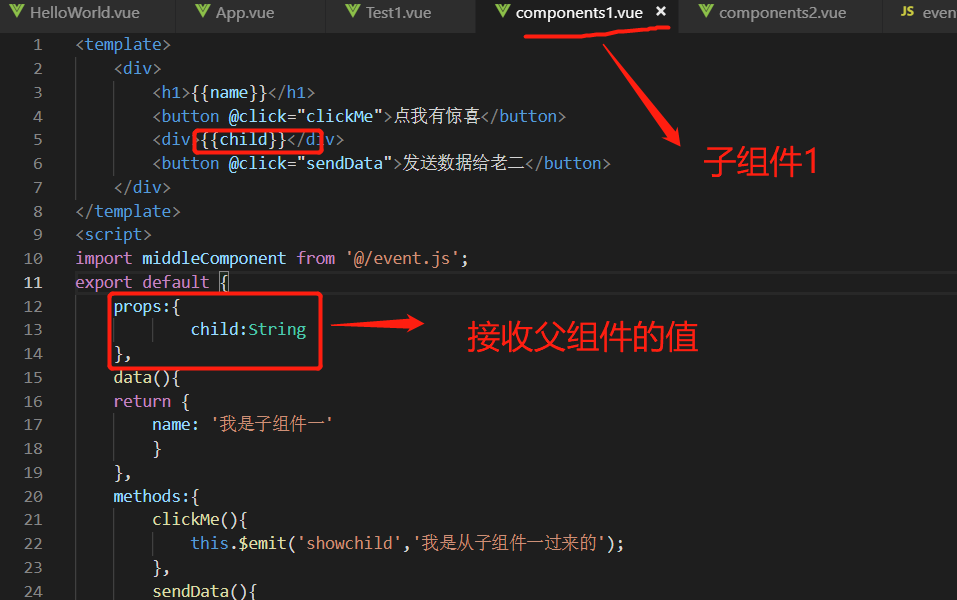 HelloWorld.vue App.vue Test1.vue components1.vue × components2.vue JS even
1 <template>
2 <div>
3 <h1>{{name}}</h1>
4 <button @click="clickMe">点我有惊喜</button>
5 <div>{{child}}</div>
6 <button @click="sendData">发送数据给老二</button>
子组件1
7 </div>
8 </template>
9 <script>
10 import middleComponent from '@/event.js';
11 export default {
12 props:{
13 child:String
接收父组件的值
14 },
15 data(){
16 return {
17 name: '我是子组件一'
18 }
19 },
20 methods:{
21 clickMe(){
22 this.$emit('showchild','我是从子组件一过来的');
23 },
24 sendData(){